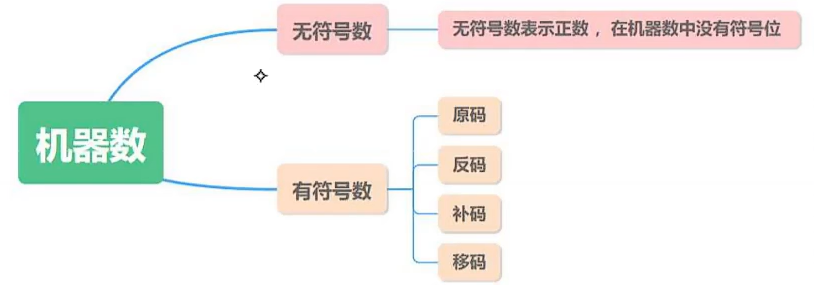 机器数
无符号数
无符号数表示正数，在机器数中没有符号位
有符号数
原码
反码
补码
移码